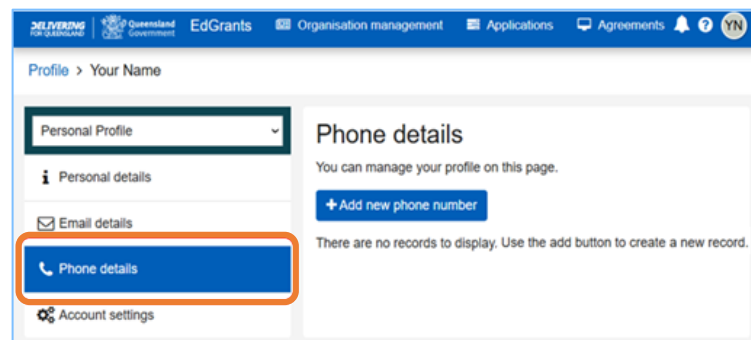 DELIVERING
FOR QUEENSLAND
Queensland
Government
EdGrants
Organisation management
Applications
Agreements
?
YN
Profile > Your Name
Personal Profile
Phone details
You can manage your profile on this page.
i Personal details
+ Add new phone number
Email details
There are no records to display. Use the add button to create a new record.
Phone details
Account settings